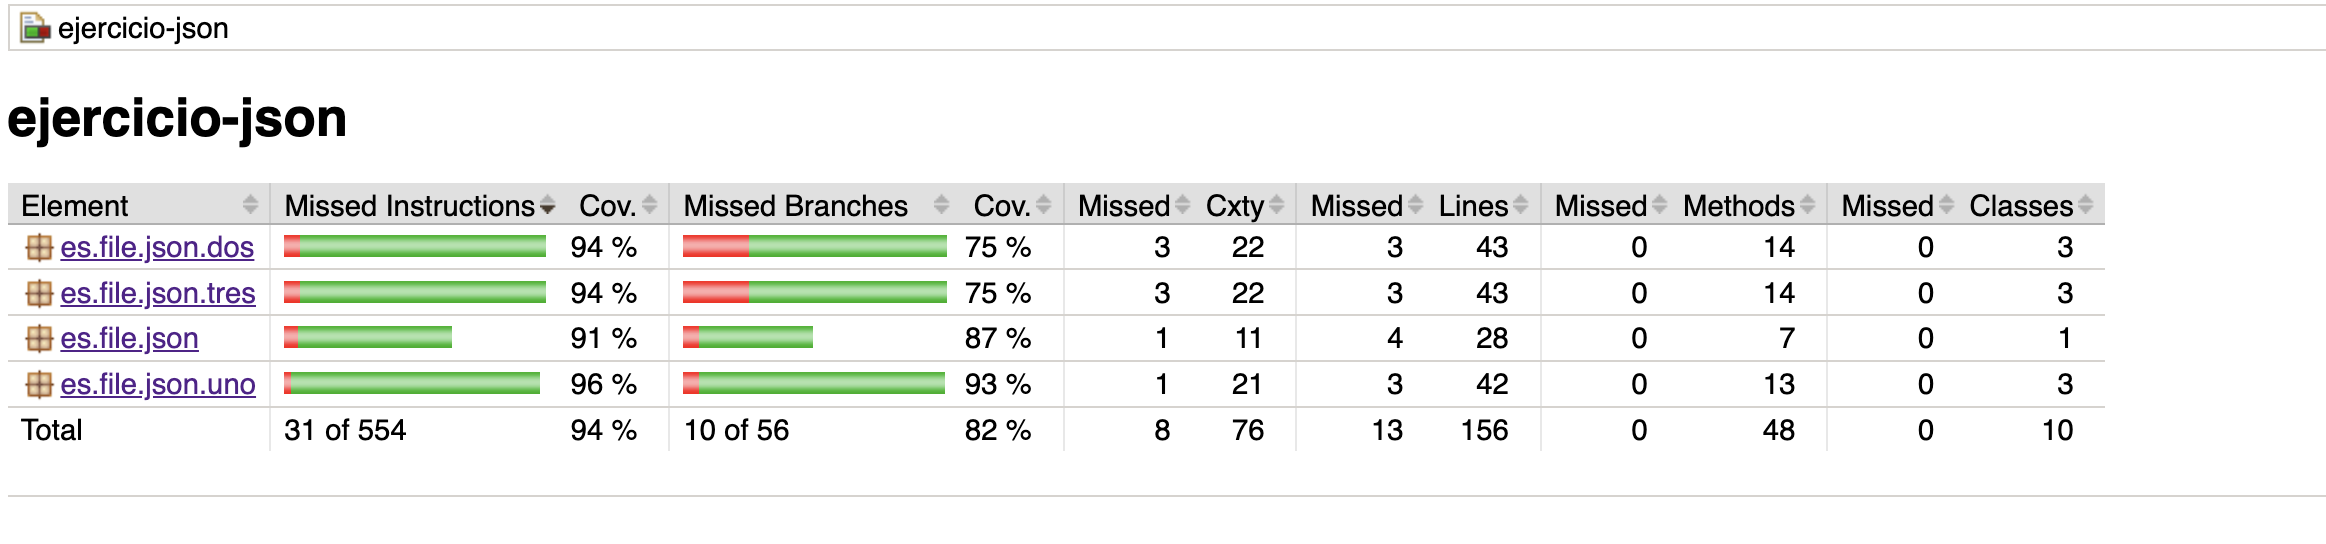 ejercicio-json
ejercicio-json
Element Missed Instructions Cov. Missed Branches Cov. Missed Cxty Missed Lines Missed Methods Missed Classes
es.file.json.dos 94 % 75 % 3 22 3 43 0 14 0 3
es.file.json.tres 94 % 75 % 3 22 3 43 0 14 0 3
es.file.json 91 % 87 % 1 11 4 28 0 7 0 1
es.file.json.uno 96 % 93 % 1 21 3 42 0 13 0 3
Total 31 of 554 94 % 10 of 56 82 % 8 76 13 156 0 48 0 10